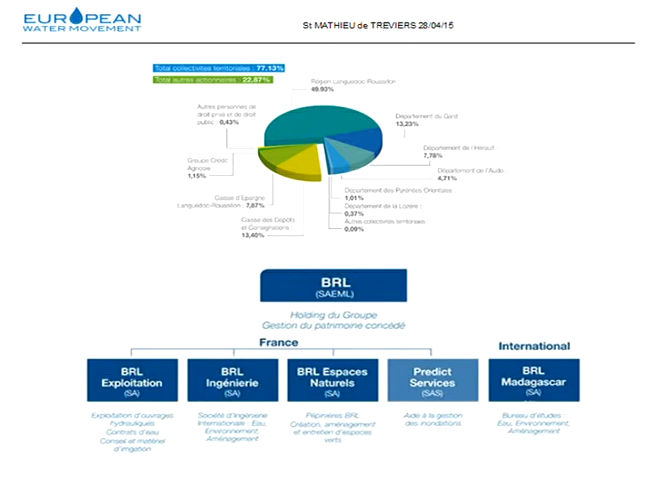 EUROPEAN
WATER MOVEMENT
St MATHIEU de TREVIERS 28/04/15
Total collectivités territoriales : 77,13%
Total autres actionnaires : 22,87%
Région Languedoc-Roussillon
49,93%
Autres personnes de
droit privé et de droit
public : 0,43%
Département du Gard
13,23%
Groupe Crédit
Agricole
1,15%
Département de l'Hérault
7,78%
Département de l'Aude :
4,71%
Caisse d'Epargne
Languedoc-Roussillon : 7,87%
Département des Pyrénées Orientales
1,01%
Département de la Lozère :
0,37%
Autres collectivités territoriales :
0,09%
Caisse des Dépôts
et Consignations :
13,40%
BRL
(SAEML)
Holding du Groupe
Gestion du patrimoine concédé
France
International
BRL
Exploitation
(SA)
BRL
Ingénierie
(SA)
BRL Espaces
Naturels
(SA)
Predict
Services
(SAS)
BRL
Madagascar
(SA)
Exploitation d'ouvrages
hydrauliques
Contrats d'eau
Conseil et matériel
d'irrigation
Société d'Ingénierie
Internationale : Eau,
Environnement,
Aménagement
Pépinières BRL
Création, aménagement
et entretien d'espaces
verts
Aide à la gestion
des inondations
Bureau d'études :
Eau, Environnement,
Aménagement